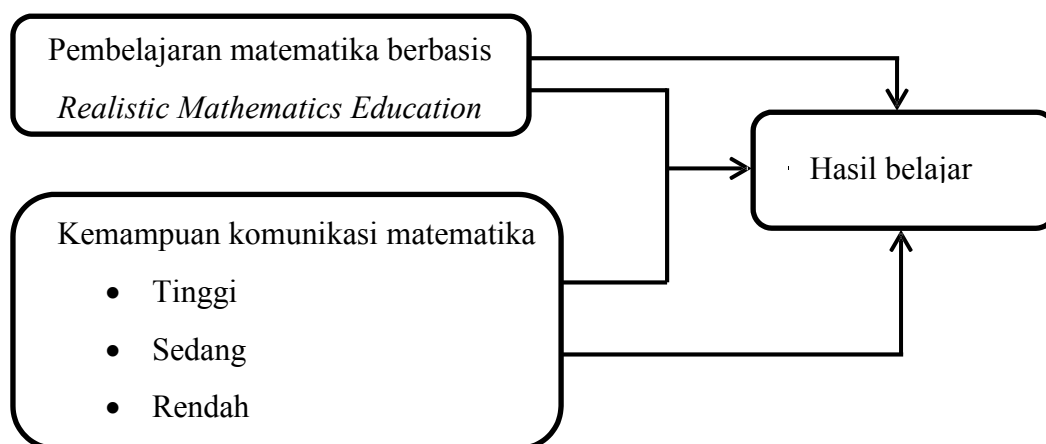 Pembelajaran matematika berbasis
Realistic Mathematics Education
Hasil belajar
Kemampuan komunikasi matematika
• Tinggi
• Sedang
• Rendah